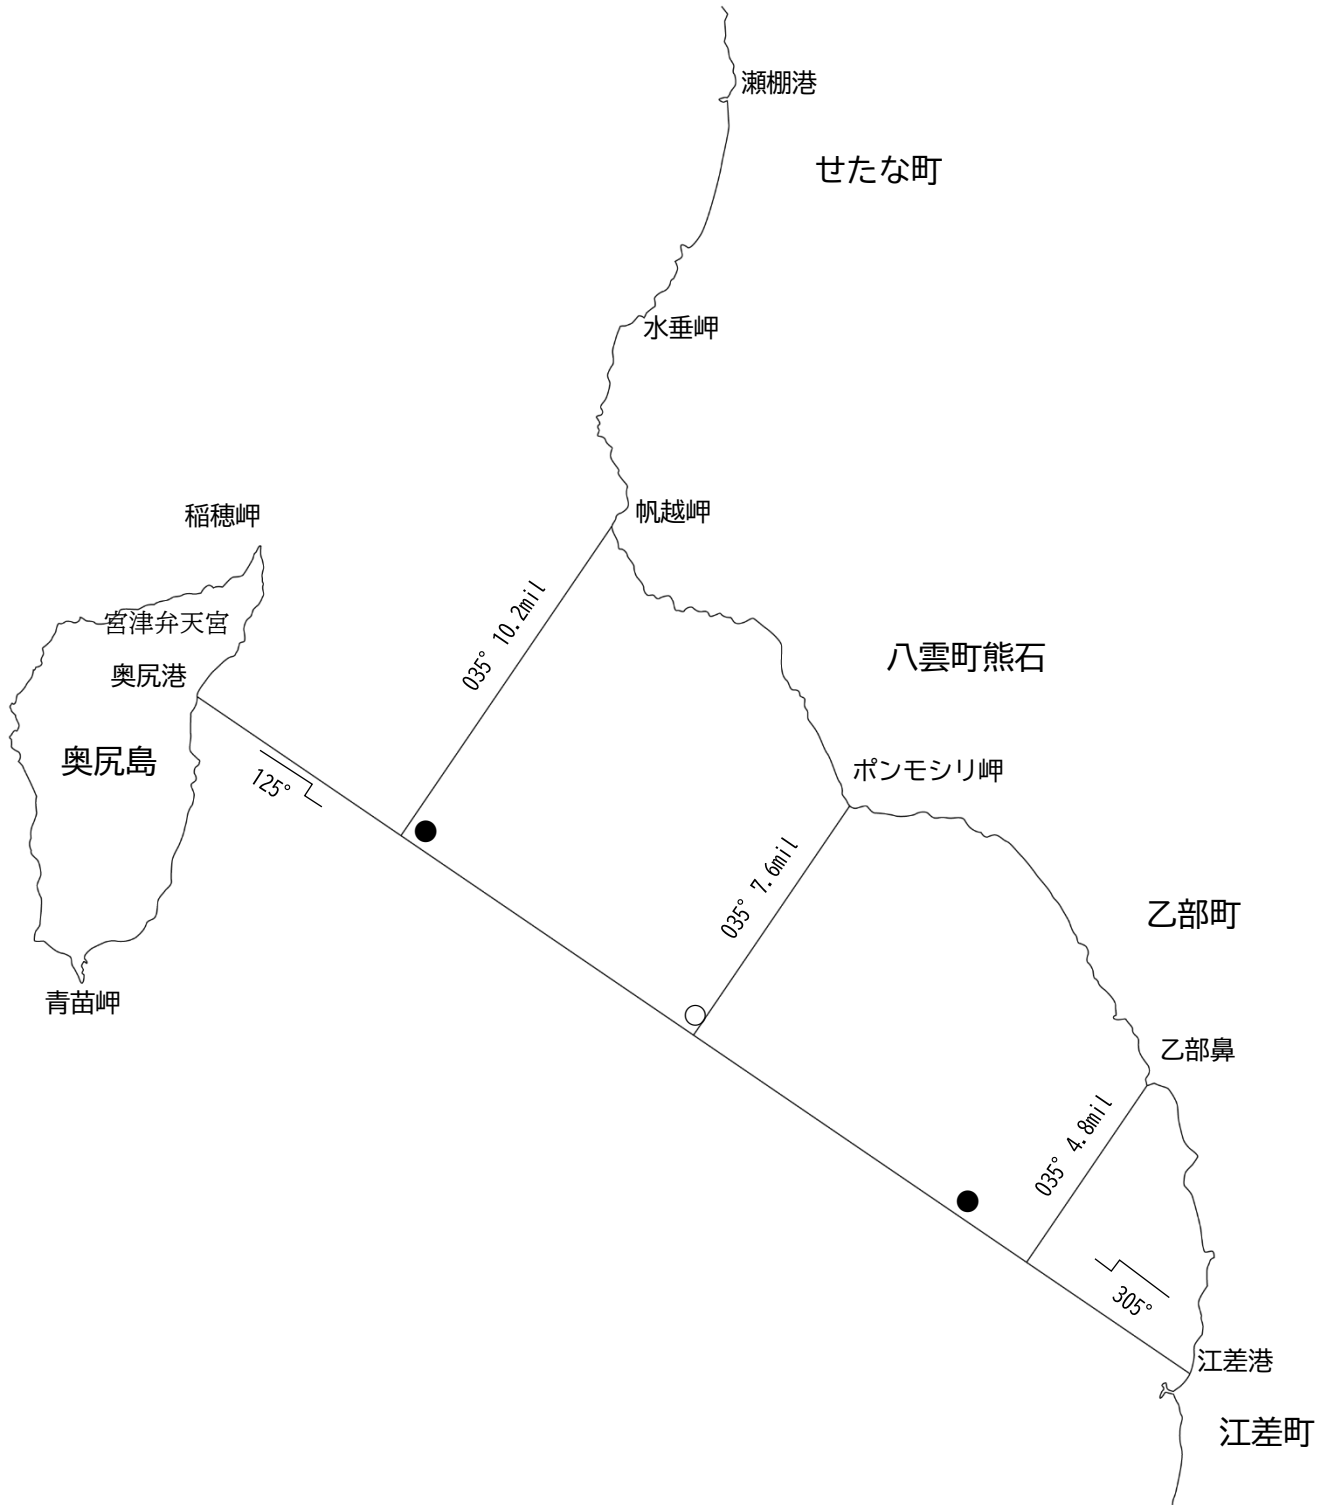 瀬棚港
せたな町
水垂岬
帆越岬
稲穂岬
035° 10.2mil
宮津弁天宮
八雲町熊石
奥尻港
奥尻島
125°
ポンモシリ岬
035° 7.6mil
乙部町
青苗岬
乙部鼻
035° 4.8mil
305°
江差港
江差町